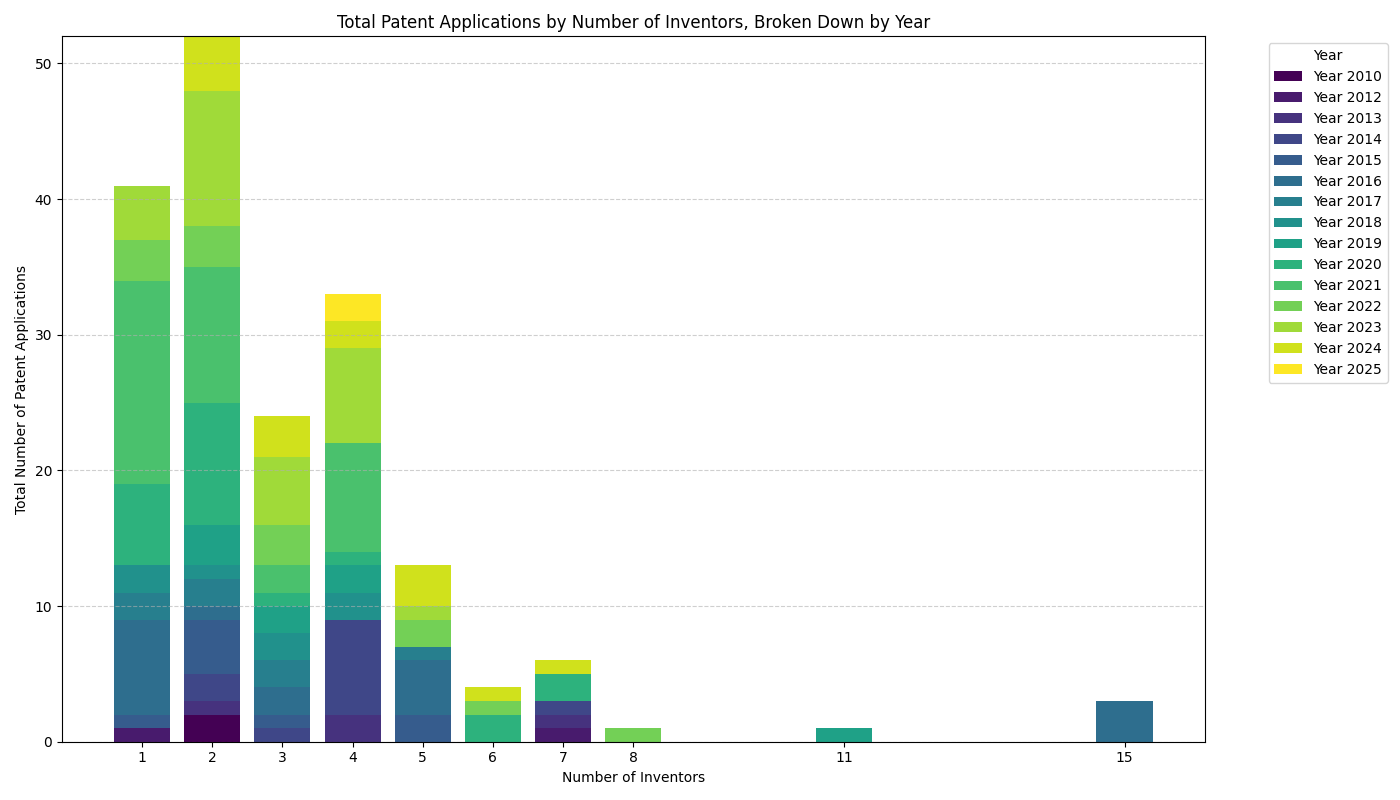 Total Patent Applications by Number of Inventors, Broken Down by Year
Total Number of Patent Applications
50
40
30
20
10
0
1 2 3 4 5 6 7 8 11 15
Number of Inventors
Year
Year 2010
Year 2012
Year 2013
Year 2014
Year 2015
Year 2016
Year 2017
Year 2018
Year 2019
Year 2020
Year 2021
Year 2022
Year 2023
Year 2024
Year 2025